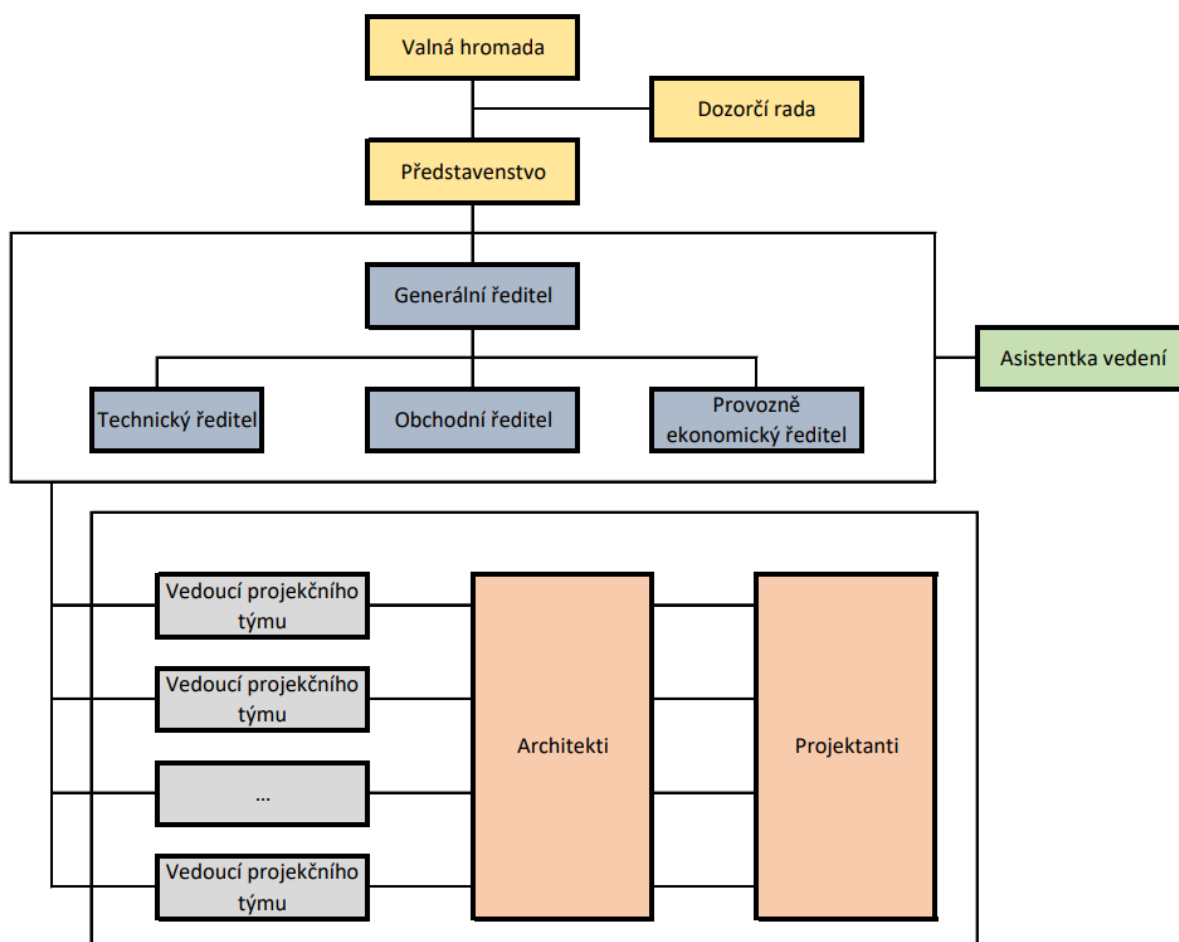 Valná hromada
Dozorčí rada
Představenstvo
Generální ředitel
Asistentka vedení
Technický ředitel
Obchodní ředitel
Provozně
ekonomický ředitel
Vedoucí projekčního
týmu
Vedoucí projekčního
týmu
Architekti
Projektanti
...
Vedoucí projekčního
týmu